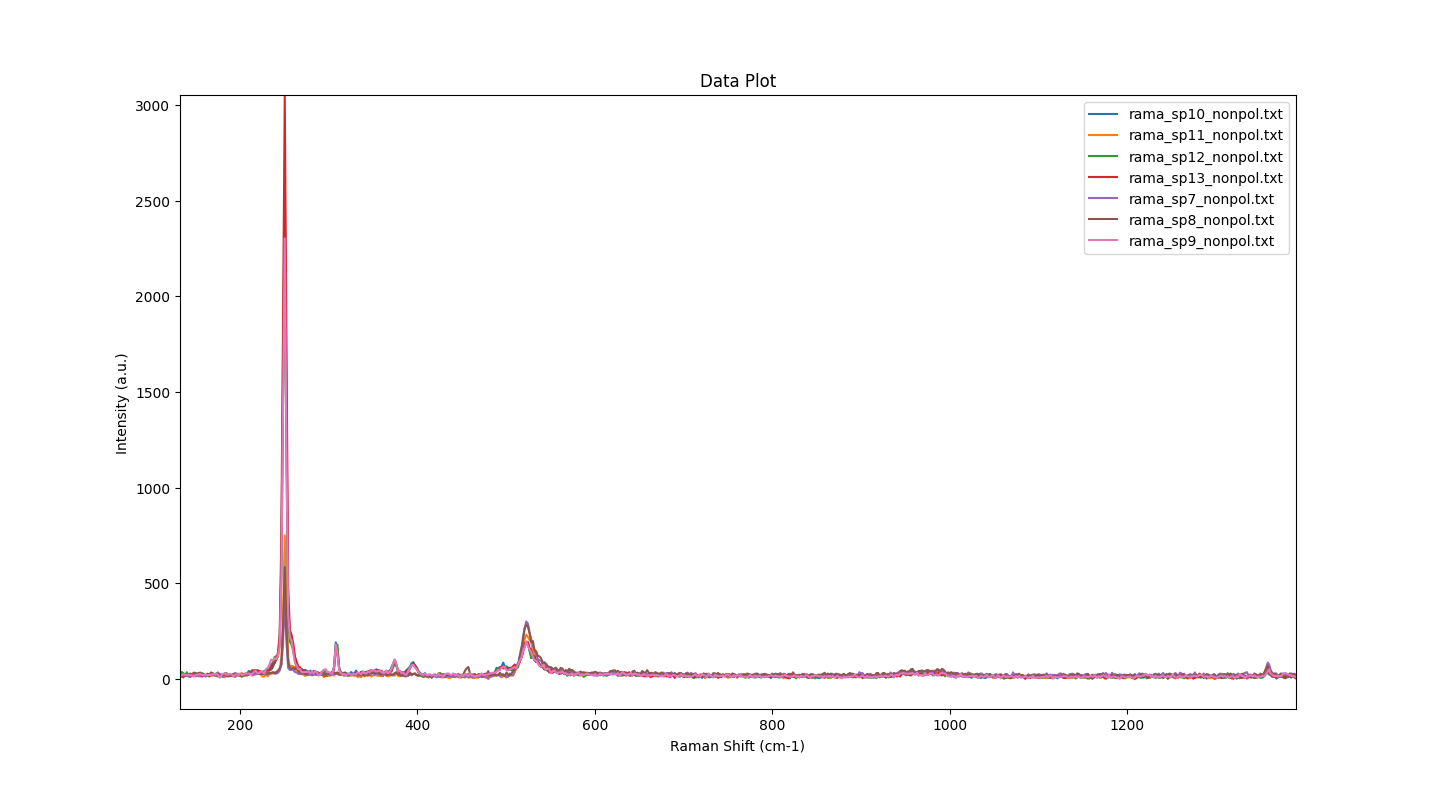 Data Plot
3000
2500
2000
1500
1000
500
0
Intensity (a.u.)
rama_sp10_nonpol.txt
rama_sp11_nonpol.txt
rama_sp12_nonpol.txt
rama_sp13_nonpol.txt
rama_sp7_nonpol.txt
rama_sp8_nonpol.txt
rama_sp9_nonpol.txt
200 400 600 800 1000 1200
Raman Shift (cm-1)